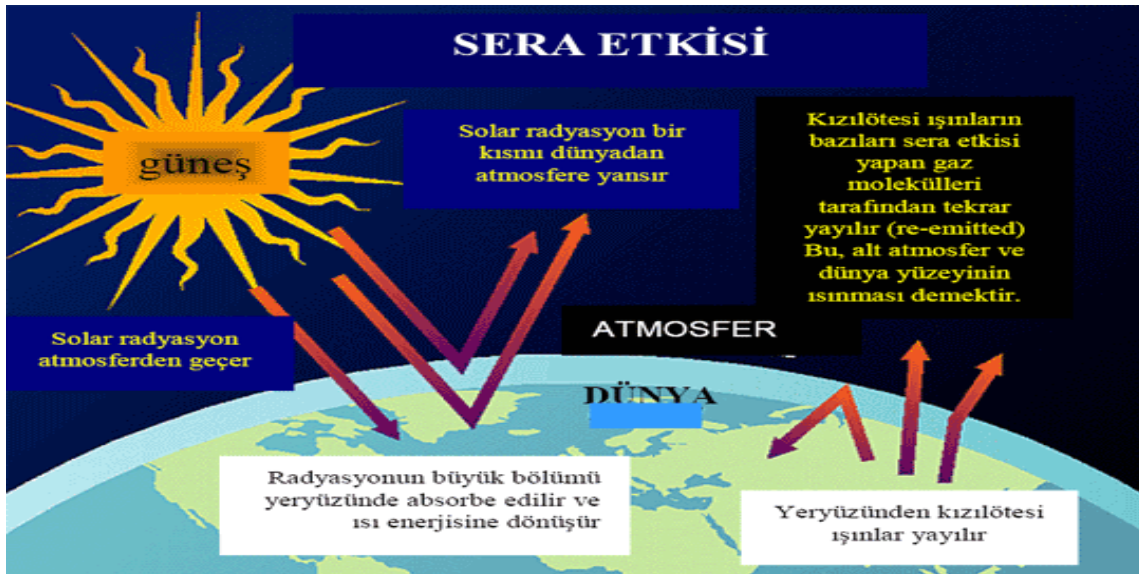 SERA ETKİSİ
güneş
Solar radyasyon bir
kısmı dünyadan
atmosfere yansır
Kızılötesi ışınların
bazıları sera etkisi
yapan gaz
molekülleri
tarafından tekrar
yayılır (re-emitted)
Bu, alt atmosfer ve
dünya yüzeyinin
ısınması demektir.
Solar radyasyon
atmosferden geçer
ATMOSFER
DÜNYA
Radyasyonun büyük bölümü
yeryüzünde absorbe edilir ve
ısı enerjisine dönüşür
Yeryüzünden kızılötesi
ışınlar yayılır